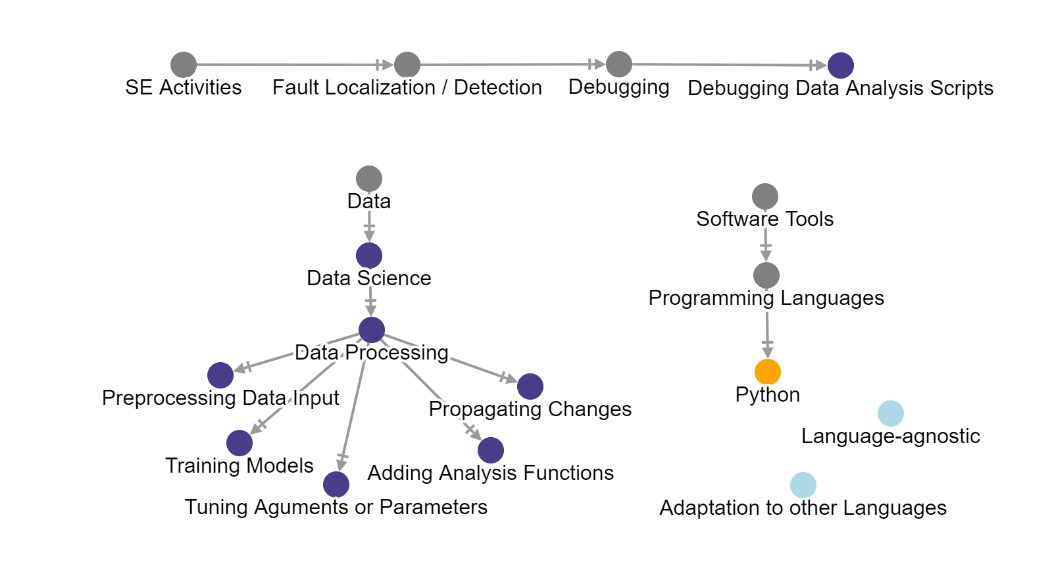 SE Activities
Fault Localization / Detection
Debugging
Debugging Data Analysis Scripts
Data
Data Science
Data Processing
Preprocessing Data Input
Propagating Changes
Training Models
Adding Analysis Functions
Tuning Aguments or Parameters
Software Tools
Programming Languages
Python
Language-agnostic
Adaptation to other Languages